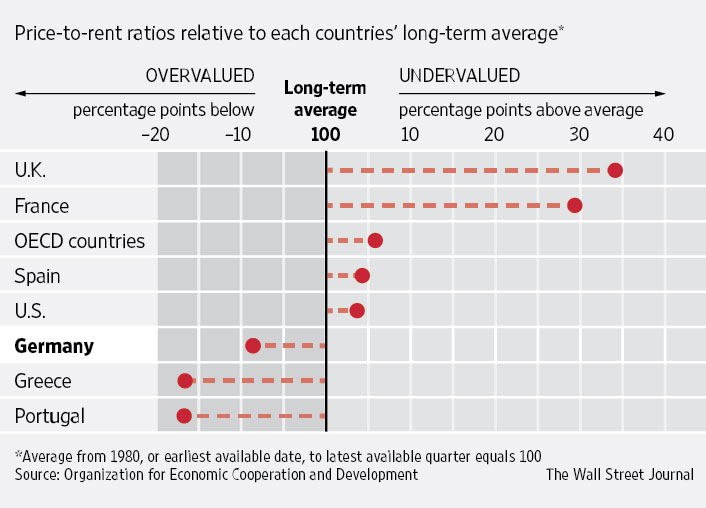 Price-to-rent ratios relative to each countries' long-term average*
OVERVALUED
UNDERVALUED
Long-term
average
100
percentage points below
percentage points above average
–20 –10 10 20 30 40
U.K.
France
OECD countries
Spain
U.S.
Germany
Greece
Portugal
*Average from 1980, or earliest available date, to latest available quarter equals 100
Source: Organization for Economic Cooperation and Development
The Wall Street Journal